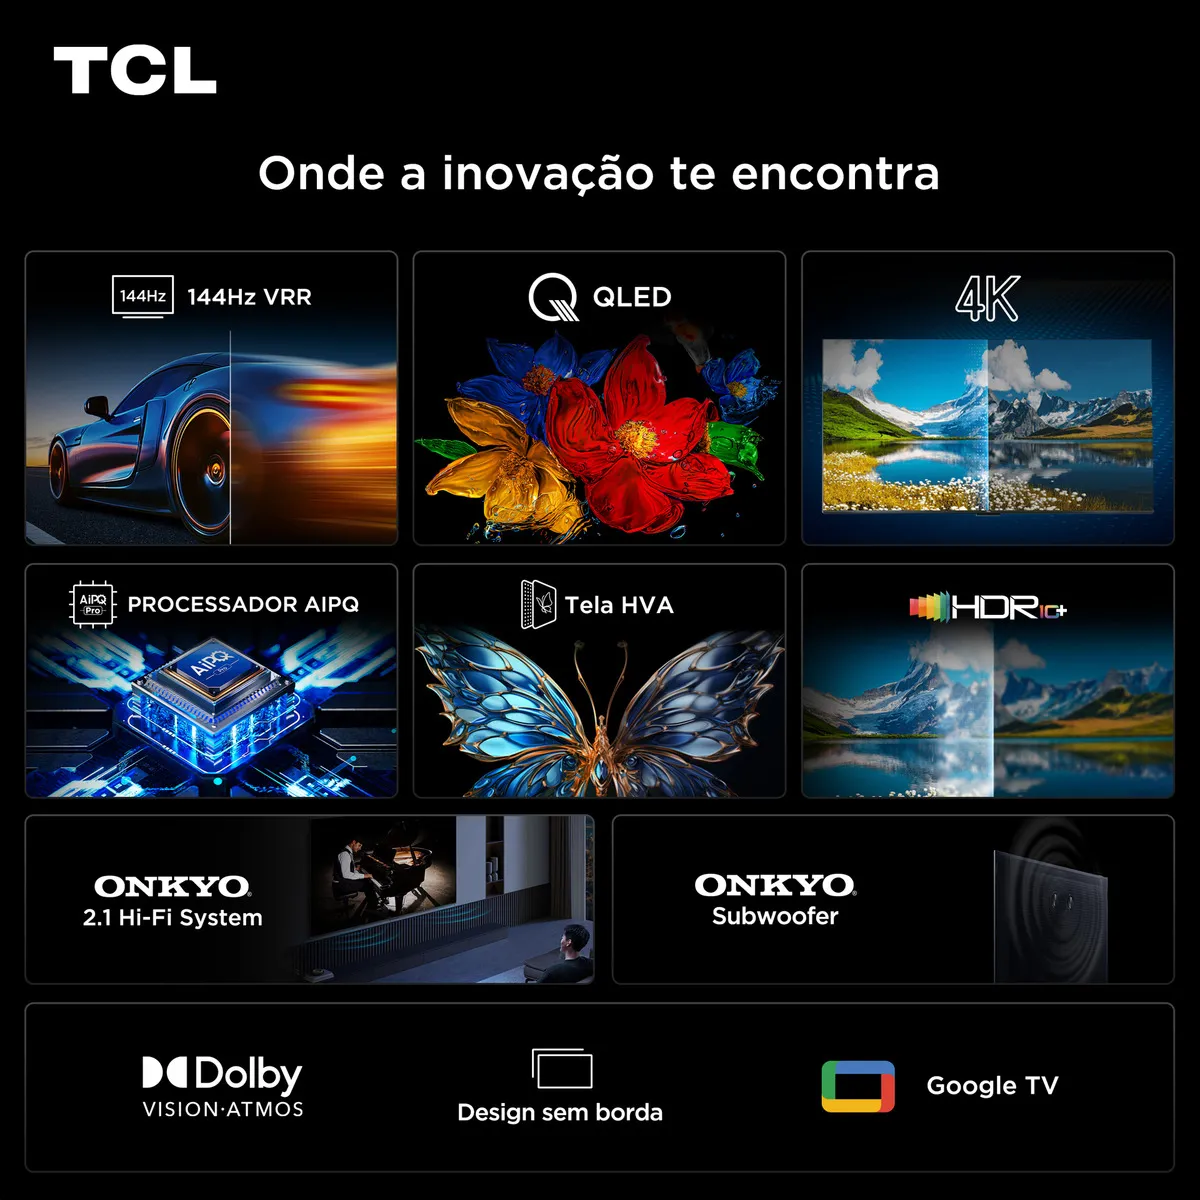 TCL
Onde a inovação te encontra
144Hz
144Hz VRR
QLED
4K
AiPQ
Pro
PROCESSADOR AIPQ
AiPQ
Pro
Tela HVA
HDR10+
ONKYO
2.1 Hi-Fi System
ONKYO
Subwoofer
Dolby
VISION·ATMOS
Design sem borda
Google TV